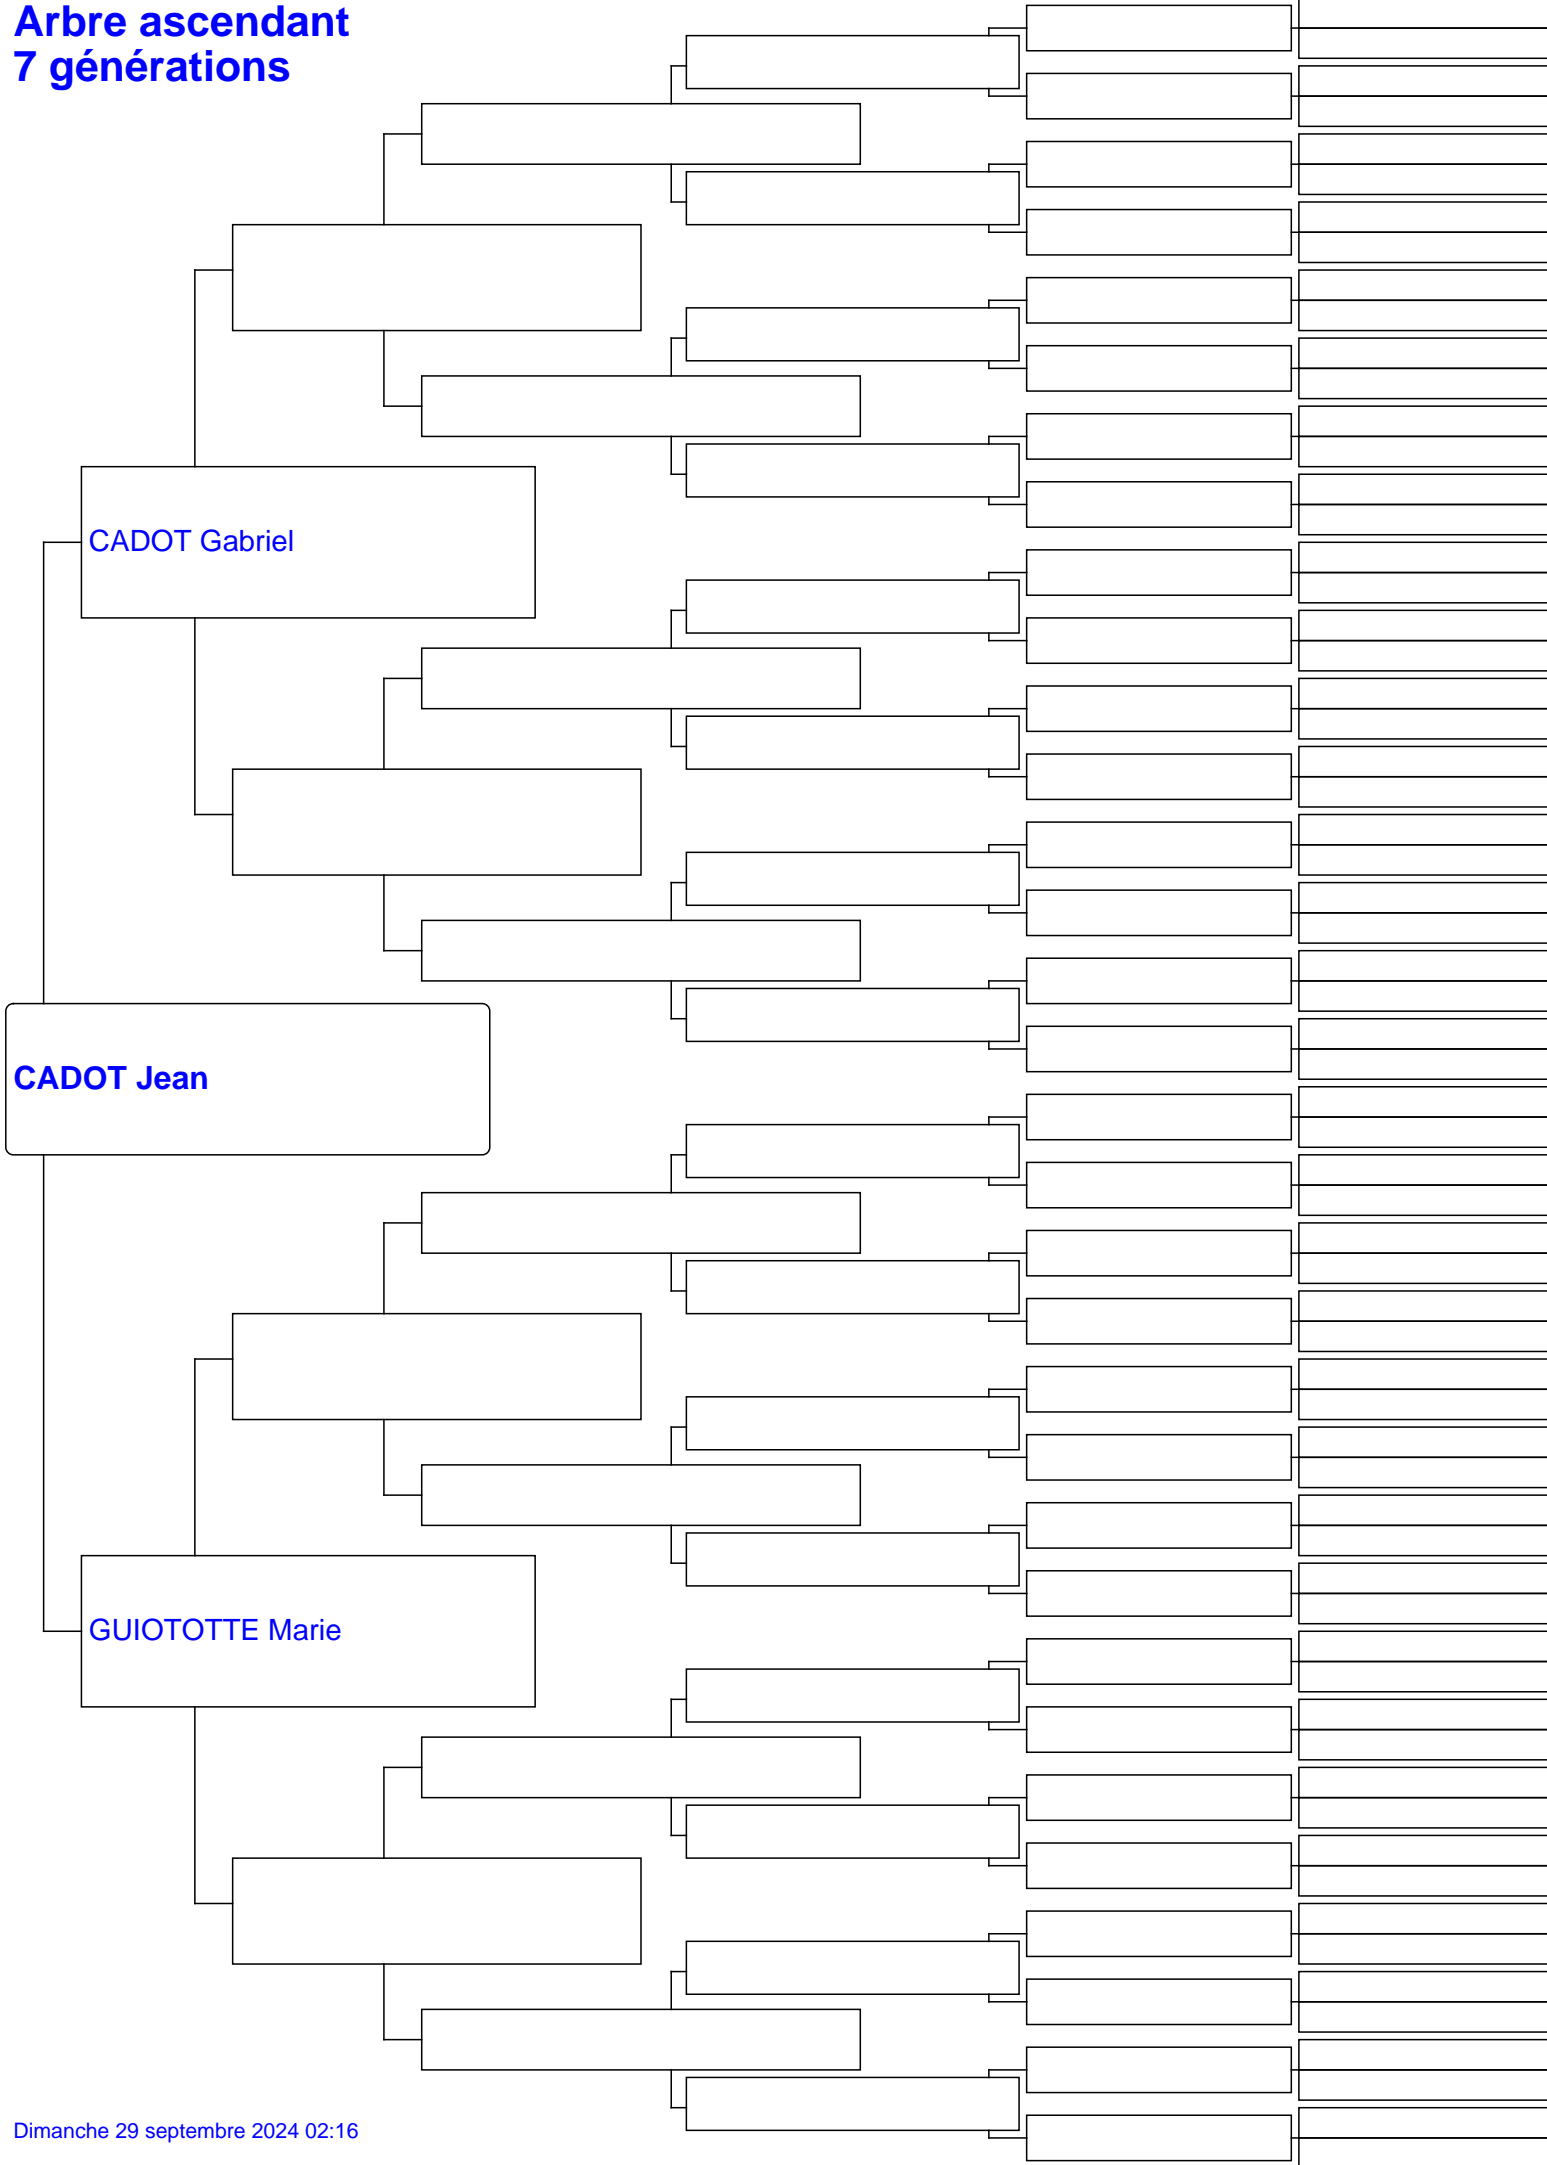 Arbre ascendant
7 générations
CADOT Gabriel
CADOT Jean
GUIOTOTTE Marie
Dimanche 29 septembre 2024 02:16